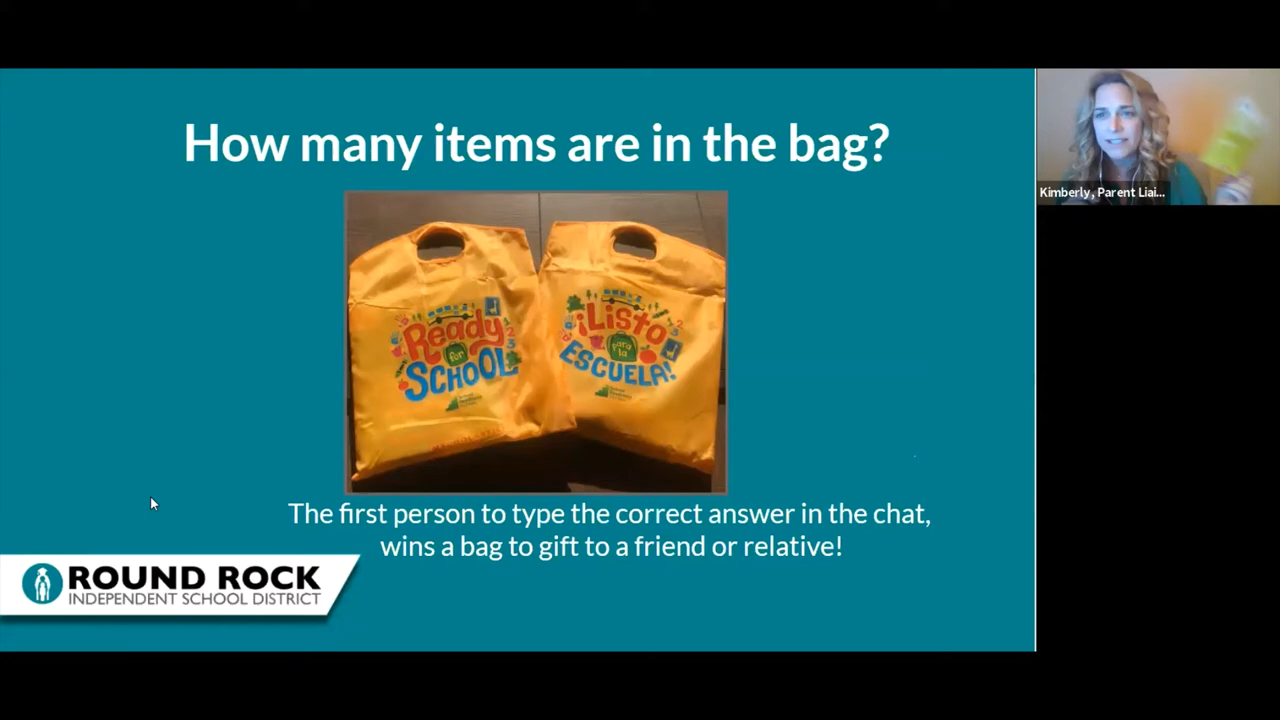 How many items are in the bag?
Ready
for
SCHOOL
¡Listo
para
la
ESCUELA!
The first person to type the correct answer in the chat,
wins a bag to gift to a friend or relative!
ROUND ROCK
INDEPENDENT SCHOOL DISTRICT
Kimberly, Parent Liai...